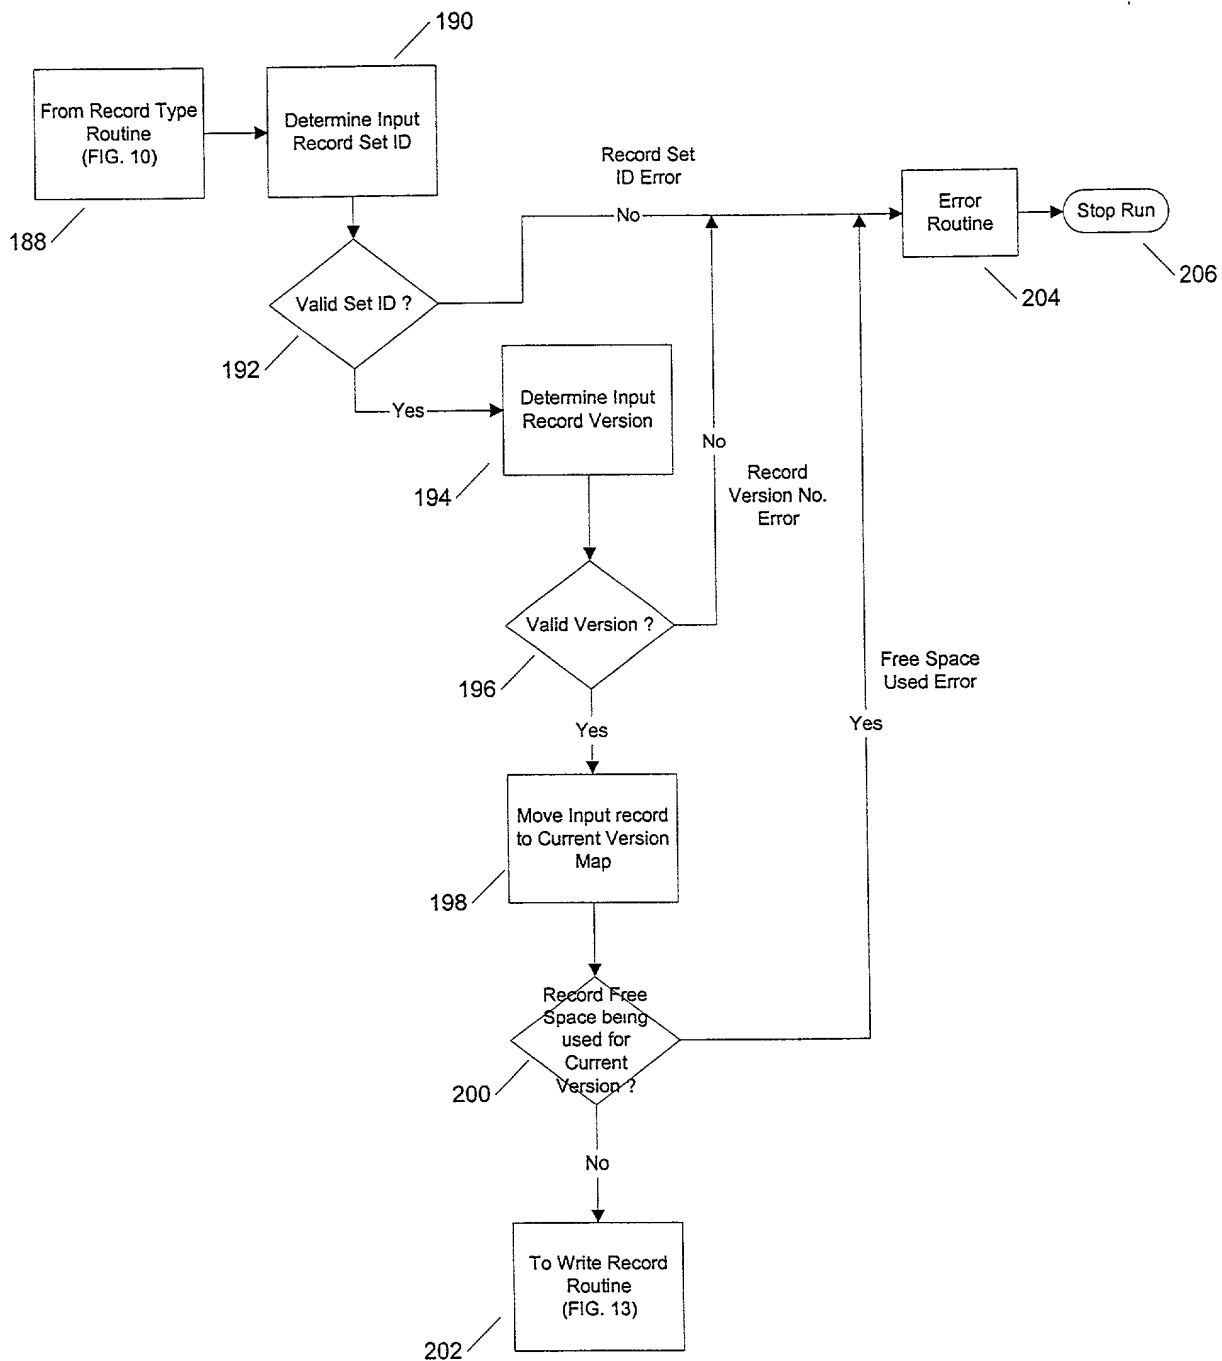 190
From Record Type
Routine
(FIG. 10)
Determine Input
Record Set ID
188
Record Set
ID Error
No
Error
Routine
Stop Run
206
204
Valid Set ID ?
192
Yes
Determine Input
Record Version
194
No
Record
Version No.
Error
Valid Version ?
196
Yes
Free Space
Used Error
Yes
Move Input record
to Current Version
Map
198
Record Free
Space being
used for
Current
Version ?
200
No
To Write Record
Routine
(FIG. 13)
202